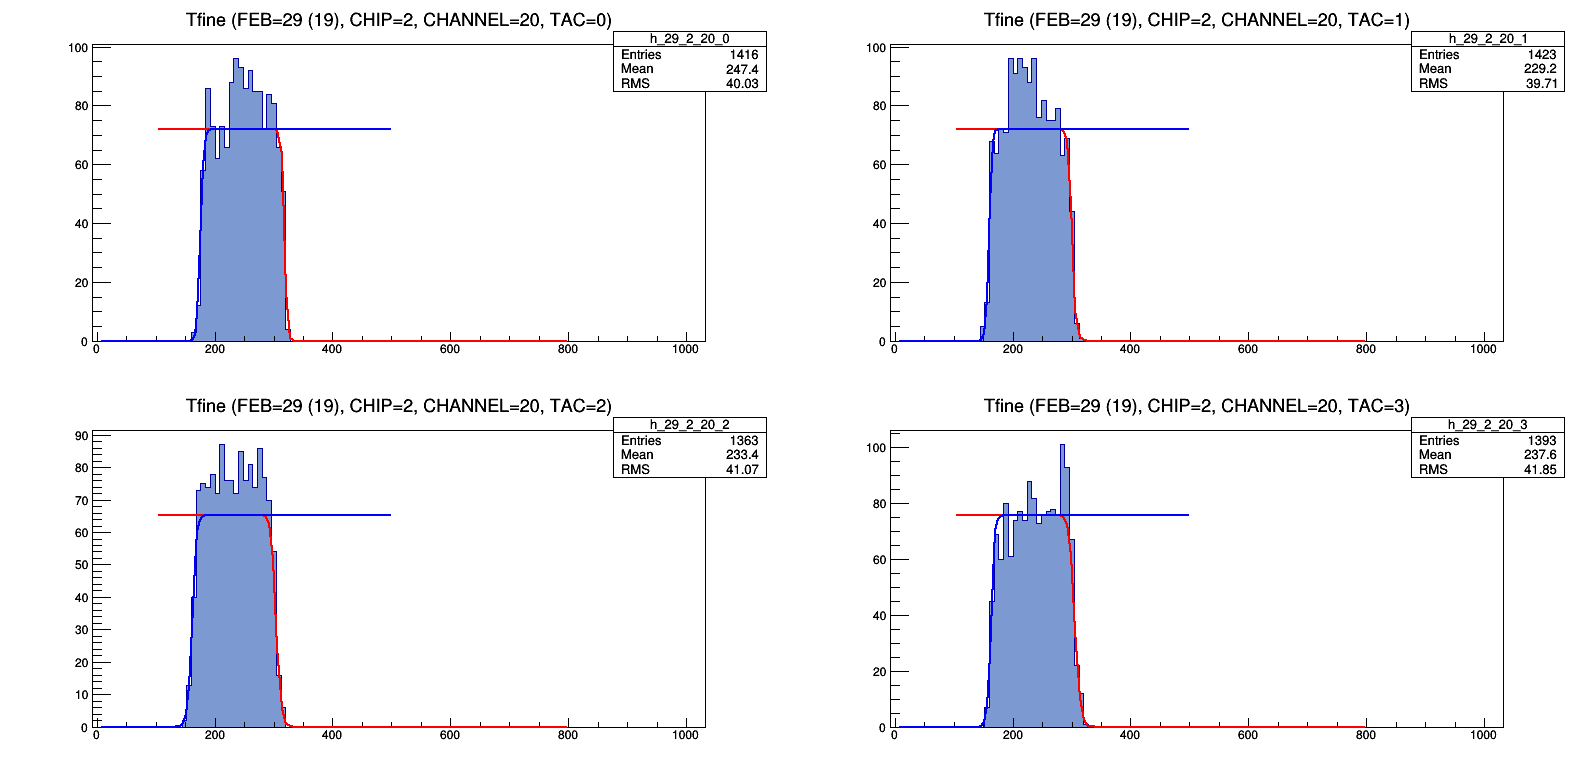 Tfine (FEB=29 (19), CHIP=2, CHANNEL=20, TAC=0)
h_29_2_20_0
Entries 1416
Mean 247.4
RMS 40.03
100
80
60
40
20
0
0 200 400 600 800 1000
Tfine (FEB=29 (19), CHIP=2, CHANNEL=20, TAC=1)
h_29_2_20_1
Entries 1423
Mean 229.2
RMS 39.71
100
80
60
40
20
0
0 200 400 600 800 1000
Tfine (FEB=29 (19), CHIP=2, CHANNEL=20, TAC=2)
h_29_2_20_2
Entries 1363
Mean 233.4
RMS 41.07
90
80
70
60
50
40
30
20
10
0
0 200 400 600 800 1000
Tfine (FEB=29 (19), CHIP=2, CHANNEL=20, TAC=3)
h_29_2_20_3
Entries 1393
Mean 237.6
RMS 41.85
100
80
60
40
20
0
0 200 400 600 800 1000